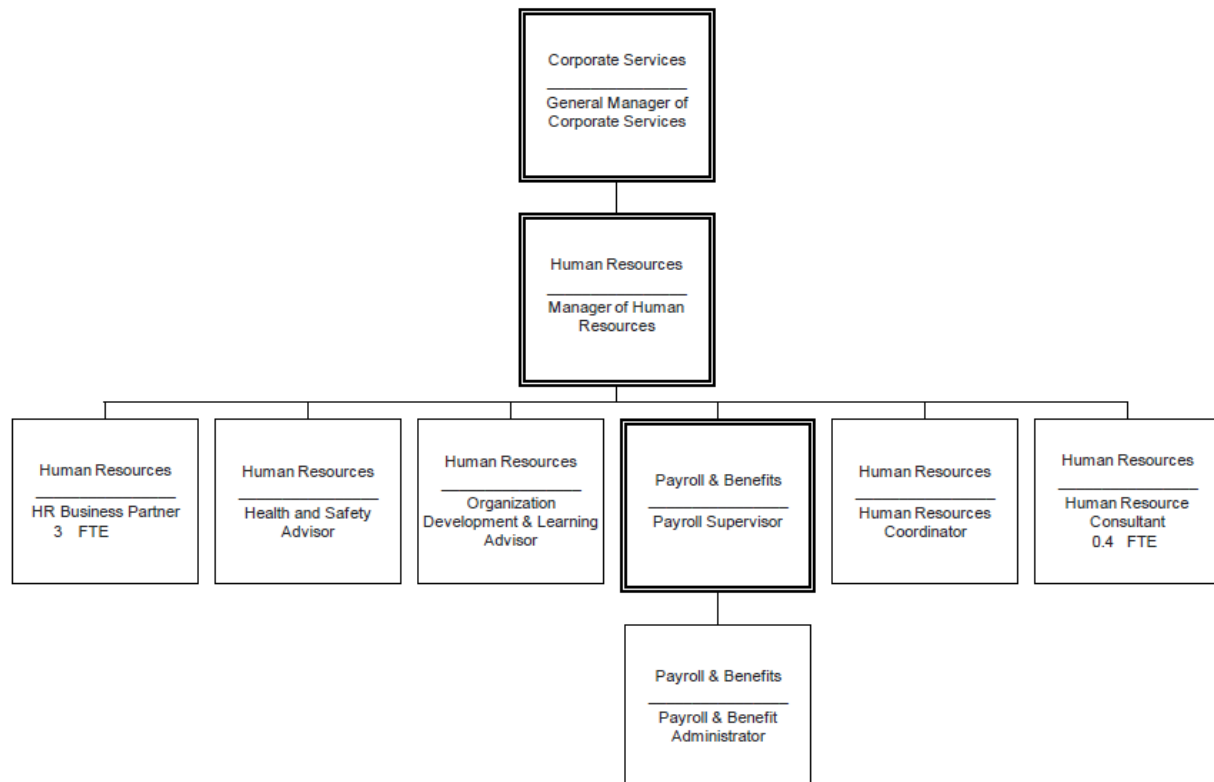 Corporate Services
General Manager of
Corporate Services
Human Resources
Manager of Human
Resources
Human Resources
HR Business Partner
3 FTE
Human Resources
Health and Safety
Advisor
Human Resources
Organization
Development & Learning
Advisor
Payroll & Benefits
Payroll Supervisor
Human Resources
Human Resources
Coordinator
Human Resources
Human Resource
Consultant
0.4 FTE
Payroll & Benefits
Payroll & Benefit
Administrator